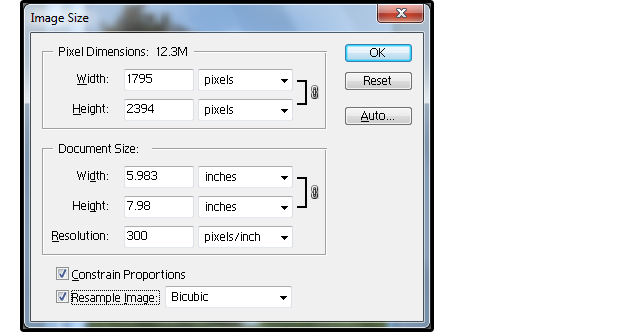 Image Size
Pixel Dimensions: 12.3M
OK
Width: 1795 pixels
Reset
Height: 2394 pixels
Auto...
Document Size:
Width: 5.983 inches
Height: 7.98 inches
Resolution: 300 pixels/inch
Constrain Proportions
Resample Image: Bicubic